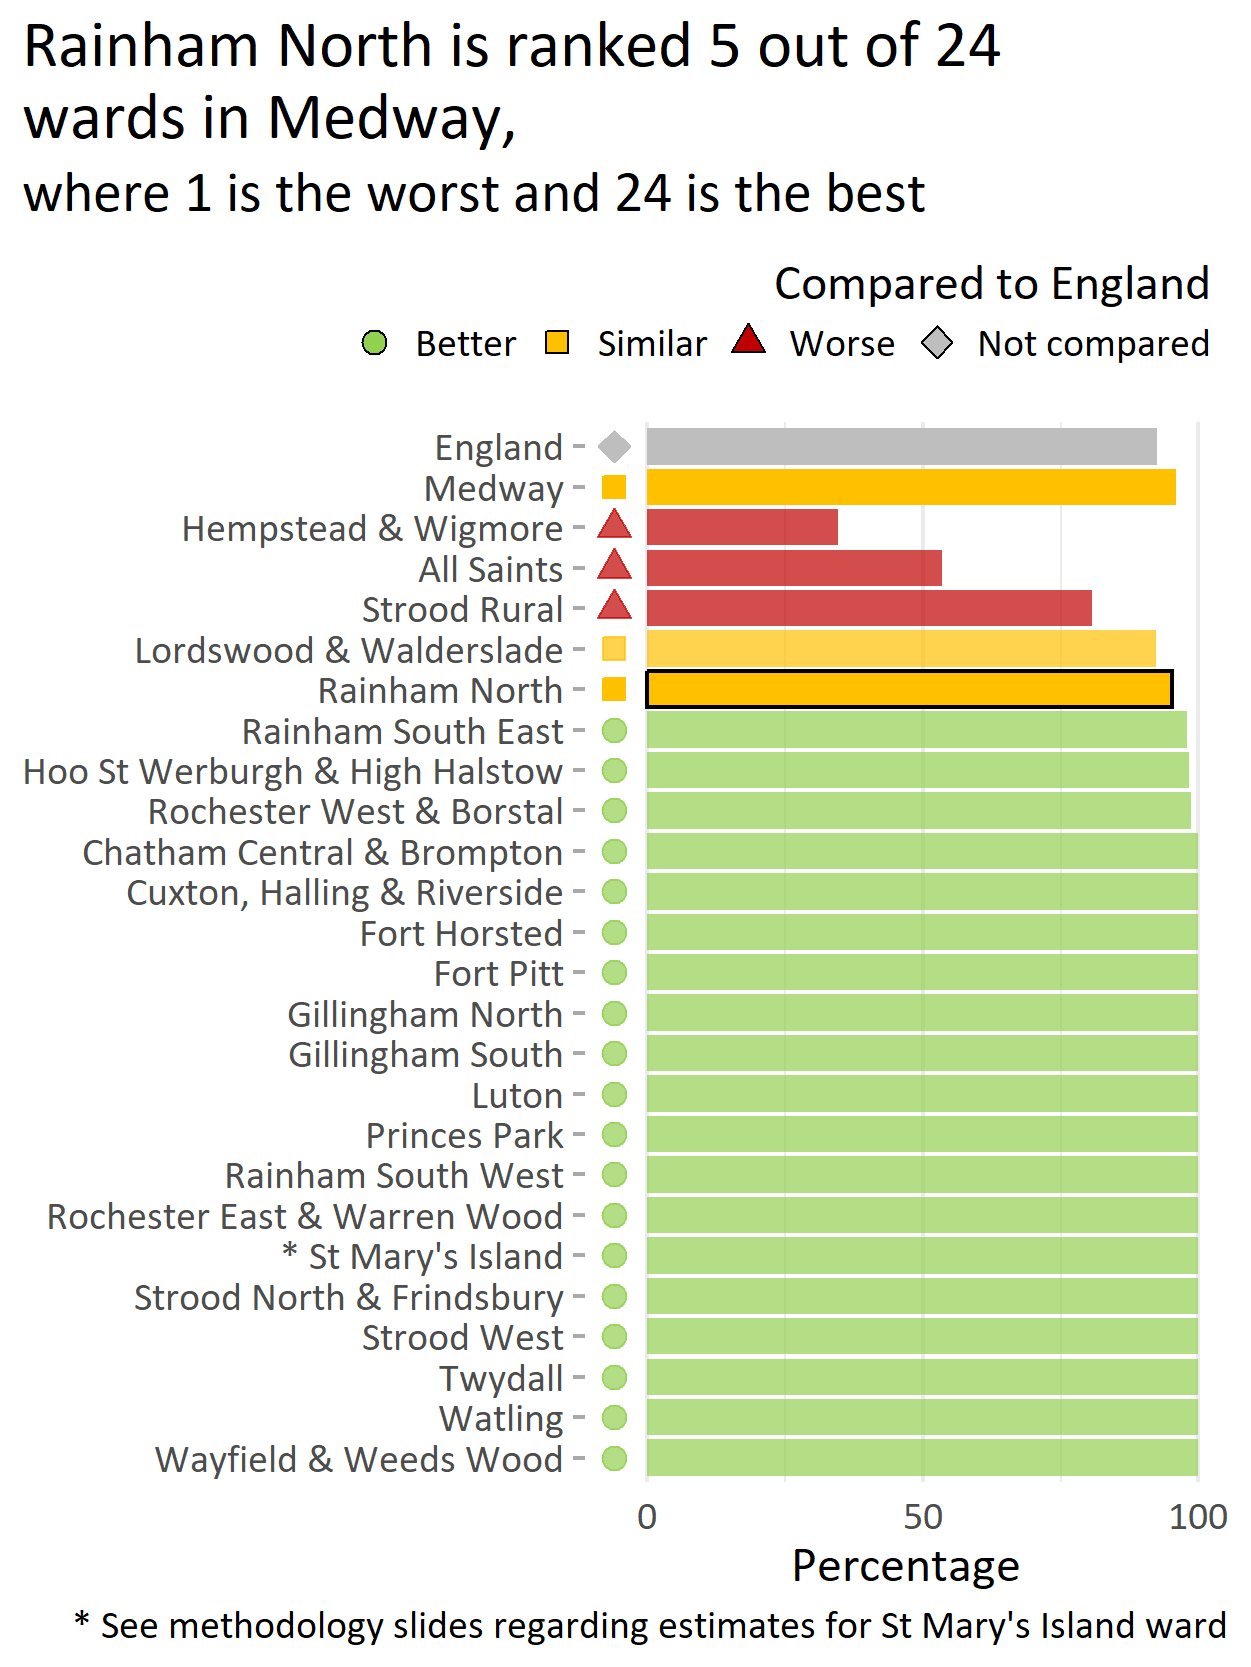 Rainham North is ranked 5 out of 24
wards in Medway,
where 1 is the worst and 24 is the best
Compared to England
Better Similar Worse Not compared
England
Medway
Hempstead & Wigmore
All Saints
Strood Rural
Lordswood & Walderslade
Rainham North
Rainham South East
Hoo St Werburgh & High Halstow
Rochester West & Borstal
Chatham Central & Brompton
Cuxton, Halling & Riverside
Fort Horsted
Fort Pitt
Gillingham North
Gillingham South
Luton
Princes Park
Rainham South West
Rochester East & Warren Wood
* St Mary's Island
Strood North & Frindsbury
Strood West
Twydall
Watling
Wayfield & Weeds Wood
0 50 100
Percentage
* See methodology slides regarding estimates for St Mary's Island ward